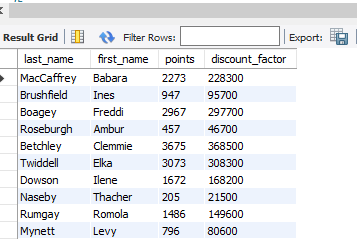 Result Grid Filter Rows: Export:
last_name first_name points discount_factor
MacCaffrey Babara 2273 228300
Brushfield Ines 947 95700
Boagey Freddi 2967 297700
Roseburgh Ambur 457 46700
Betchley Clemmie 3675 368500
Twiddell Elka 3073 308300
Dowson Ilene 1672 168200
Naseby Thacher 205 21500
Rumgay Romola 1486 149600
Mynett Levy 796 80600